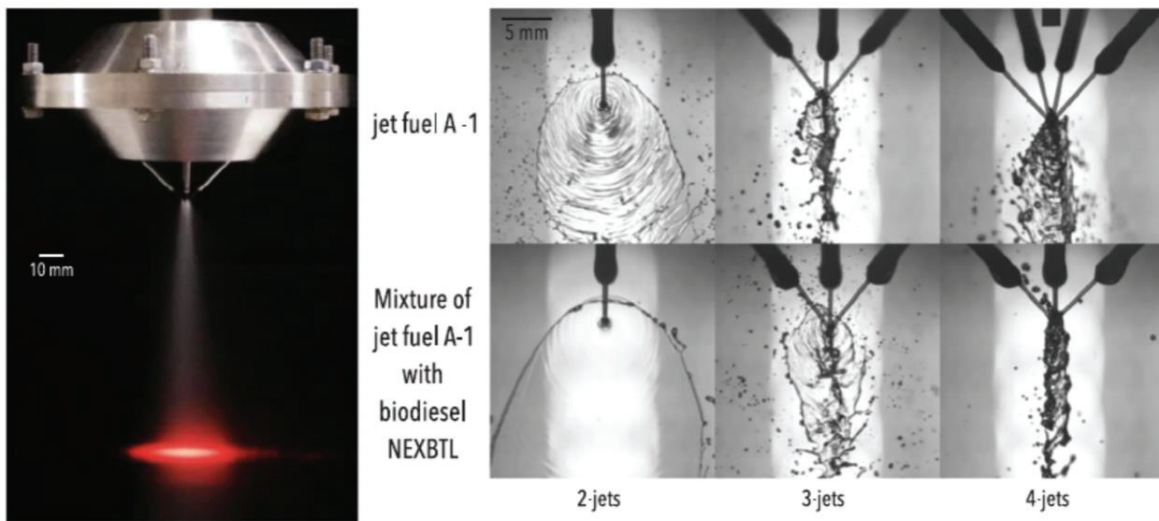 10 mm
jet fuel A -1
Mixture of
jet fuel A-1
with
biodiesel
NEXBTL
5 mm
2-jets
3-jets
4-jets